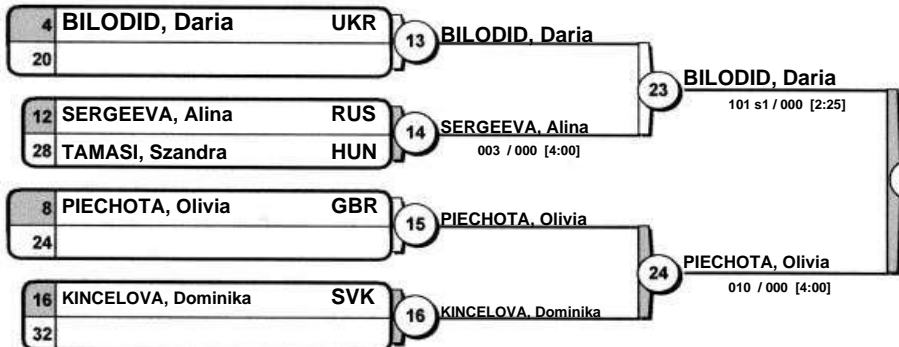 4 BILODID, Daria UKR
20
13 BILODID, Daria
12 SERGEEVA, Alina RUS
28 TAMASI, Szandra HUN
14 SERGEEVA, Alina
003 / 000 [4:00]
23 BILODID, Daria
101 s1 / 000 [2:25]
8 PIECHOTA, Olivia GBR
24
15 PIECHOTA, Olivia
16 KINCELOVA, Dominika SVK
32
16 KINCELOVA, Dominika
24 PIECHOTA, Olivia
010 / 000 [4:00]